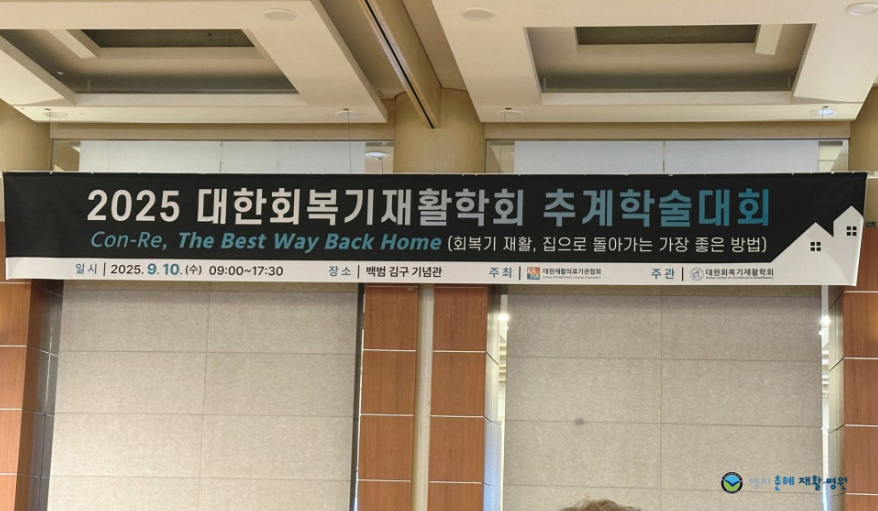 2025 대한회복기재활학회 추계학술대회
Con-Re, The Best Way Back Home (회복기 재활, 집으로 돌아가는 가장 좋은 방법)
일시 | 2025. 9. 10. (수) 09:00~17:30 장소 | 백범 김구 기념관 주최 | 대한재활의료기관협회 주관 | 대한회복기재활학회
명지춘혜 재활병원